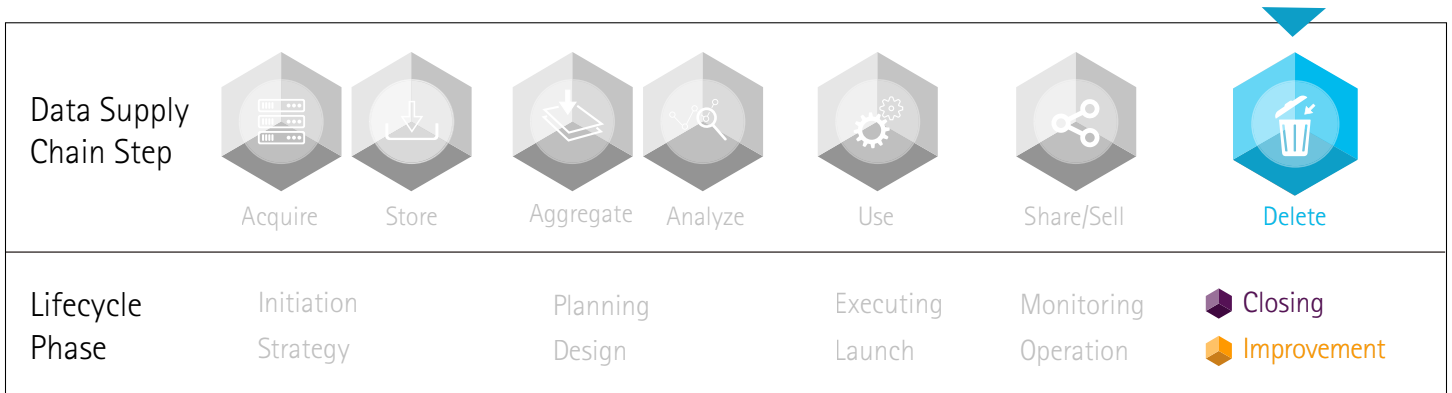 Data Supply
Chain Step
Acquire
Store
Aggregate
Analyze
Use
Share/Sell
Delete
Lifecycle
Phase
Initiation
Planning
Executing
Monitoring
Closing
Strategy
Design
Launch
Operation
Improvement